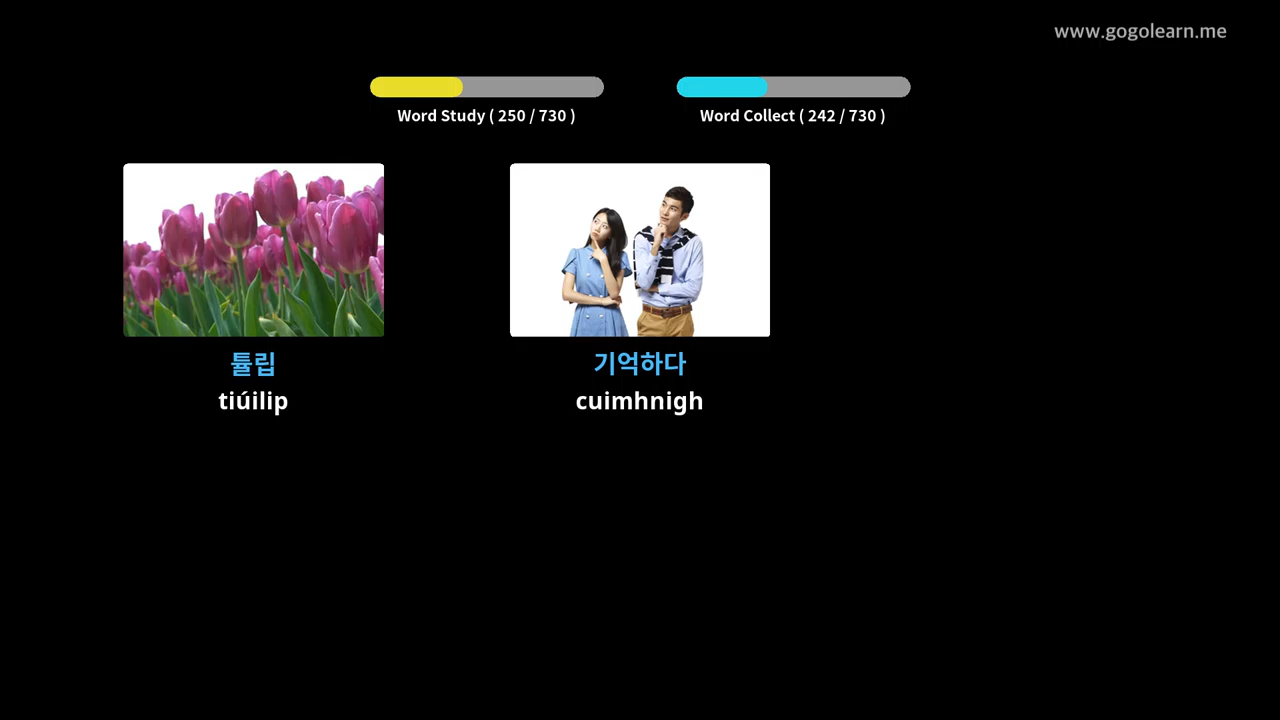 www.gogolearn.me
Word Study ( 250 / 730 )
Word Collect ( 242 / 730 )
튤립
tiúilip
기억하다
cuimhnigh